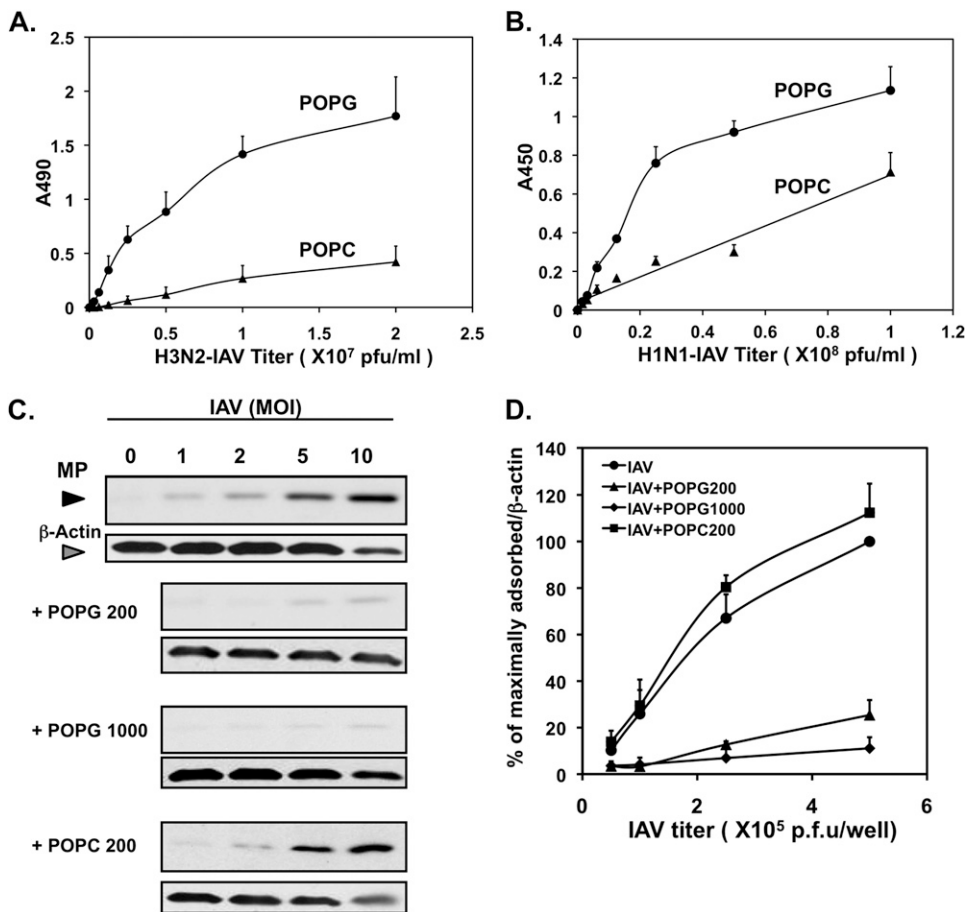 A.
2.5
2
1.5
1
0.5
0
A490
POPG
POPC
0 0.5 1 1.5 2 2.5
H3N2-IAV Titer ( X10⁷ pfu/ml )
B.
1.4
1.2
1
0.8
0.6
0.4
0.2
0
A450
POPG
POPC
0 0.2 0.4 0.6 0.8 1 1.2
H1N1-IAV Titer ( X10⁸ pfu/ml )
C.
IAV (MOI)
0 1 2 5 10
MP
β-Actin
+ POPG 200
+ POPG 1000
+ POPC 200
D.
140
120
100
80
60
40
20
0
% of maximally adsorbed/β-actin
IAV
IAV+POPG200
IAV+POPG1000
IAV+POPC200
0 2 4 6
IAV titer ( X10⁵ p.f.u/well)